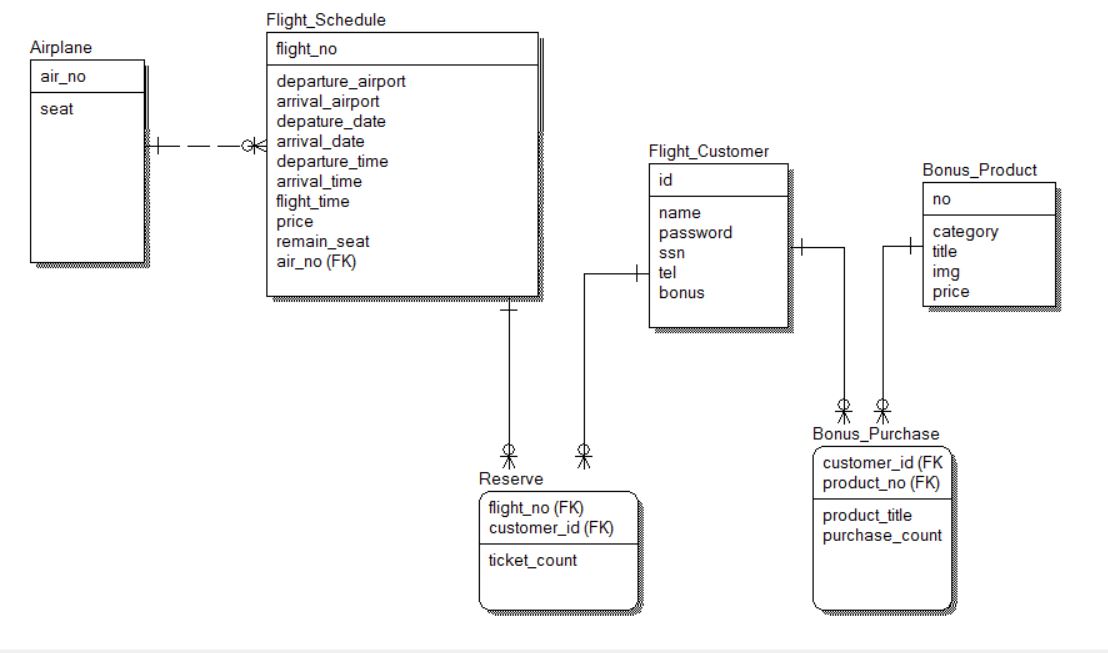 Airplane
air_no
seat
Flight_Schedule
flight_no
departure_airport
arrival_airport
depature_date
arrival_date
departure_time
arrival_time
flight_time
price
remain_seat
air_no (FK)
Flight_Customer
id
name
password
ssn
tel
bonus
Bonus_Product
no
category
title
img
price
Reserve
flight_no (FK)
customer_id (FK)
ticket_count
Bonus_Purchase
customer_id (FK
product_no (FK)
product_title
purchase_count